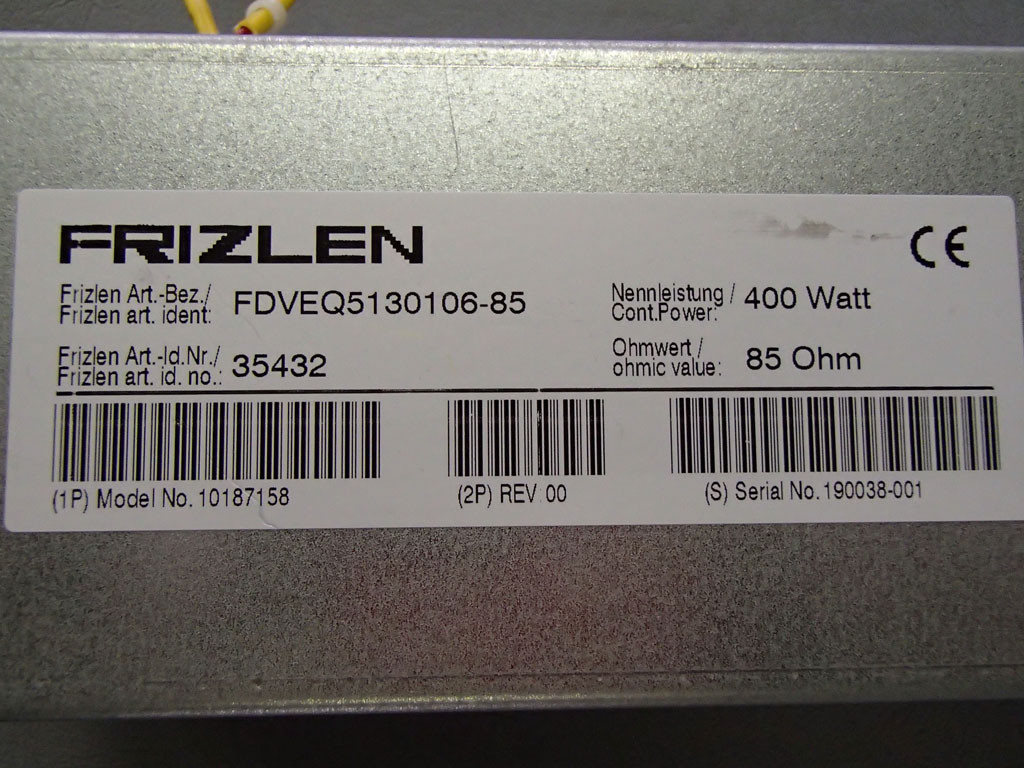 FRIZLEN
CE
Frizlen Art.-Bez./
Frizlen art. ident:
FDVEQ5130106-85
Nennleistung /
Cont.Power:
400 Watt
Frizlen Art.-Id.Nr./
Frizlen art. id. no.:
35432
Ohmwert /
ohmic value:
85 Ohm
(1P) Model No. 10187158
(2P) REV 00
(S) Serial No. 190038-001